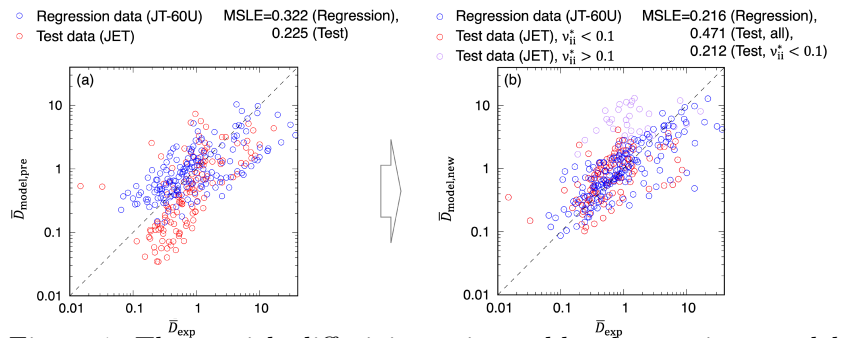 Regression data (JT-60U) MSLE=0.322 (Regression),
Test data (JET) 0.225 (Test)
(a)
10
1
0.1
0.01
0.01 0.1 1 10
D̅model,pre
D̅exp
Regression data (JT-60U) MSLE=0.216 (Regression),
Test data (JET), ν*ii < 0.1 0.471 (Test, all),
Test data (JET), ν*ii > 0.1 0.212 (Test, ν*ii < 0.1)
(b)
10
1
0.1
0.01
0.01 0.1 1 10
D̅model,new
D̅exp